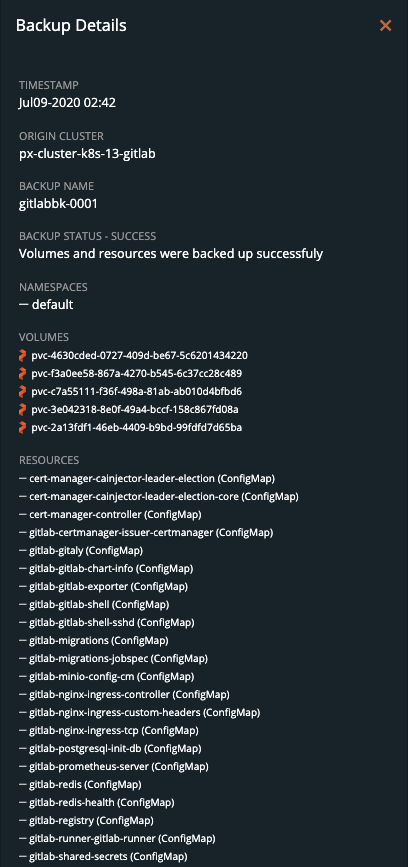 Backup Details
TIMESTAMP
Jul09-2020 02:42
ORIGIN CLUSTER
px-cluster-k8s-13-gitlab
BACKUP NAME
gitlabbk-0001
BACKUP STATUS - SUCCESS
Volumes and resources were backed up successfuly
NAMESPACES
— default
VOLUMES
pvc-4630cded-0727-409d-be67-5c6201434220
pvc-f3a0ee58-867a-4270-b545-6c37cc28c489
pvc-c7a55111-f36f-498a-81ab-ab010d4bfbd6
pvc-3e042318-8e0f-49a4-bccf-158c867fd08a
pvc-2a13fdf1-46eb-4409-b9bd-99fdfd7d65ba
RESOURCES
— cert-manager-cainjector-leader-election (ConfigMap)
— cert-manager-cainjector-leader-election-core (ConfigMap)
— cert-manager-controller (ConfigMap)
— gitlab-certmanager-issuer-certmanager (ConfigMap)
— gitlab-gitaly (ConfigMap)
— gitlab-gitlab-chart-info (ConfigMap)
— gitlab-gitlab-exporter (ConfigMap)
— gitlab-gitlab-shell (ConfigMap)
— gitlab-gitlab-shell-sshd (ConfigMap)
— gitlab-migrations (ConfigMap)
— gitlab-migrations-jobspec (ConfigMap)
— gitlab-minio-config-cm (ConfigMap)
— gitlab-nginx-ingress-controller (ConfigMap)
— gitlab-nginx-ingress-custom-headers (ConfigMap)
— gitlab-nginx-ingress-tcp (ConfigMap)
— gitlab-postgresql-init-db (ConfigMap)
— gitlab-prometheus-server (ConfigMap)
— gitlab-redis (ConfigMap)
— gitlab-redis-health (ConfigMap)
— gitlab-registry (ConfigMap)
— gitlab-runner-gitlab-runner (ConfigMap)
— gitlab-shared-secrets (ConfigMap)